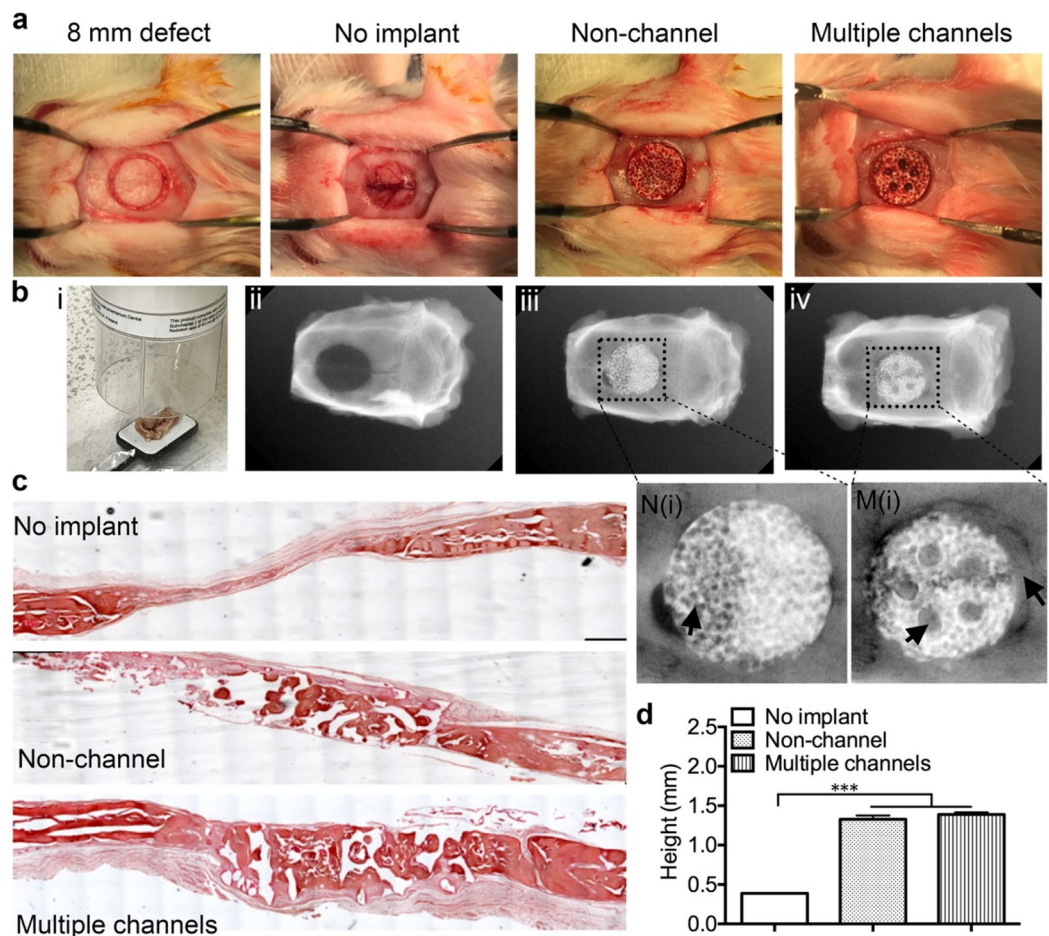 a
8 mm defect
No implant
Non-channel
Multiple channels
b
i
ii
iii
iv
N(i)
M(i)
c
No implant
Non-channel
Multiple channels
d
No implant
Non-channel
Multiple channels
***
Height (mm)
2.5
2.0
1.5
1.0
0.5
0.0